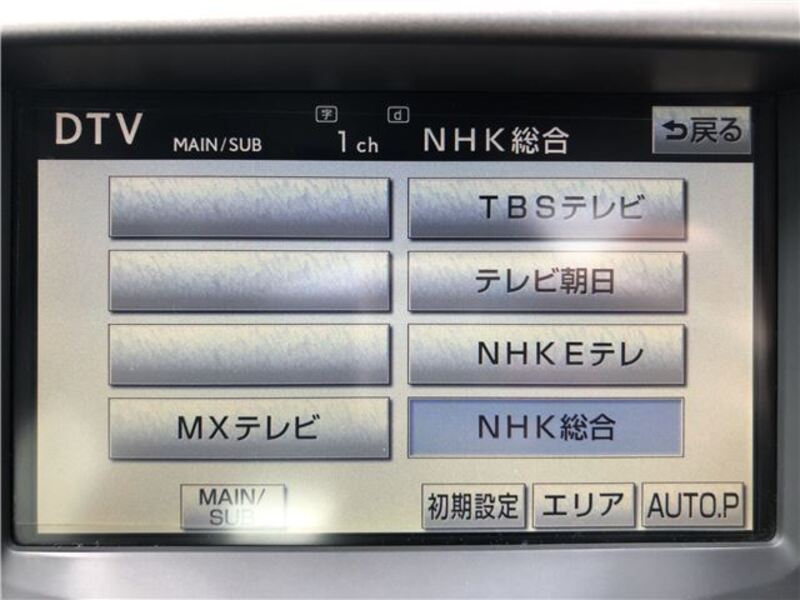 DTV MAIN/SUB 字 1ch d NHK総合 戻る
TBSテレビ
テレビ朝日
NHKEテレ
MXテレビ NHK総合
MAIN/SUB 初期設定 エリア AUTO.P